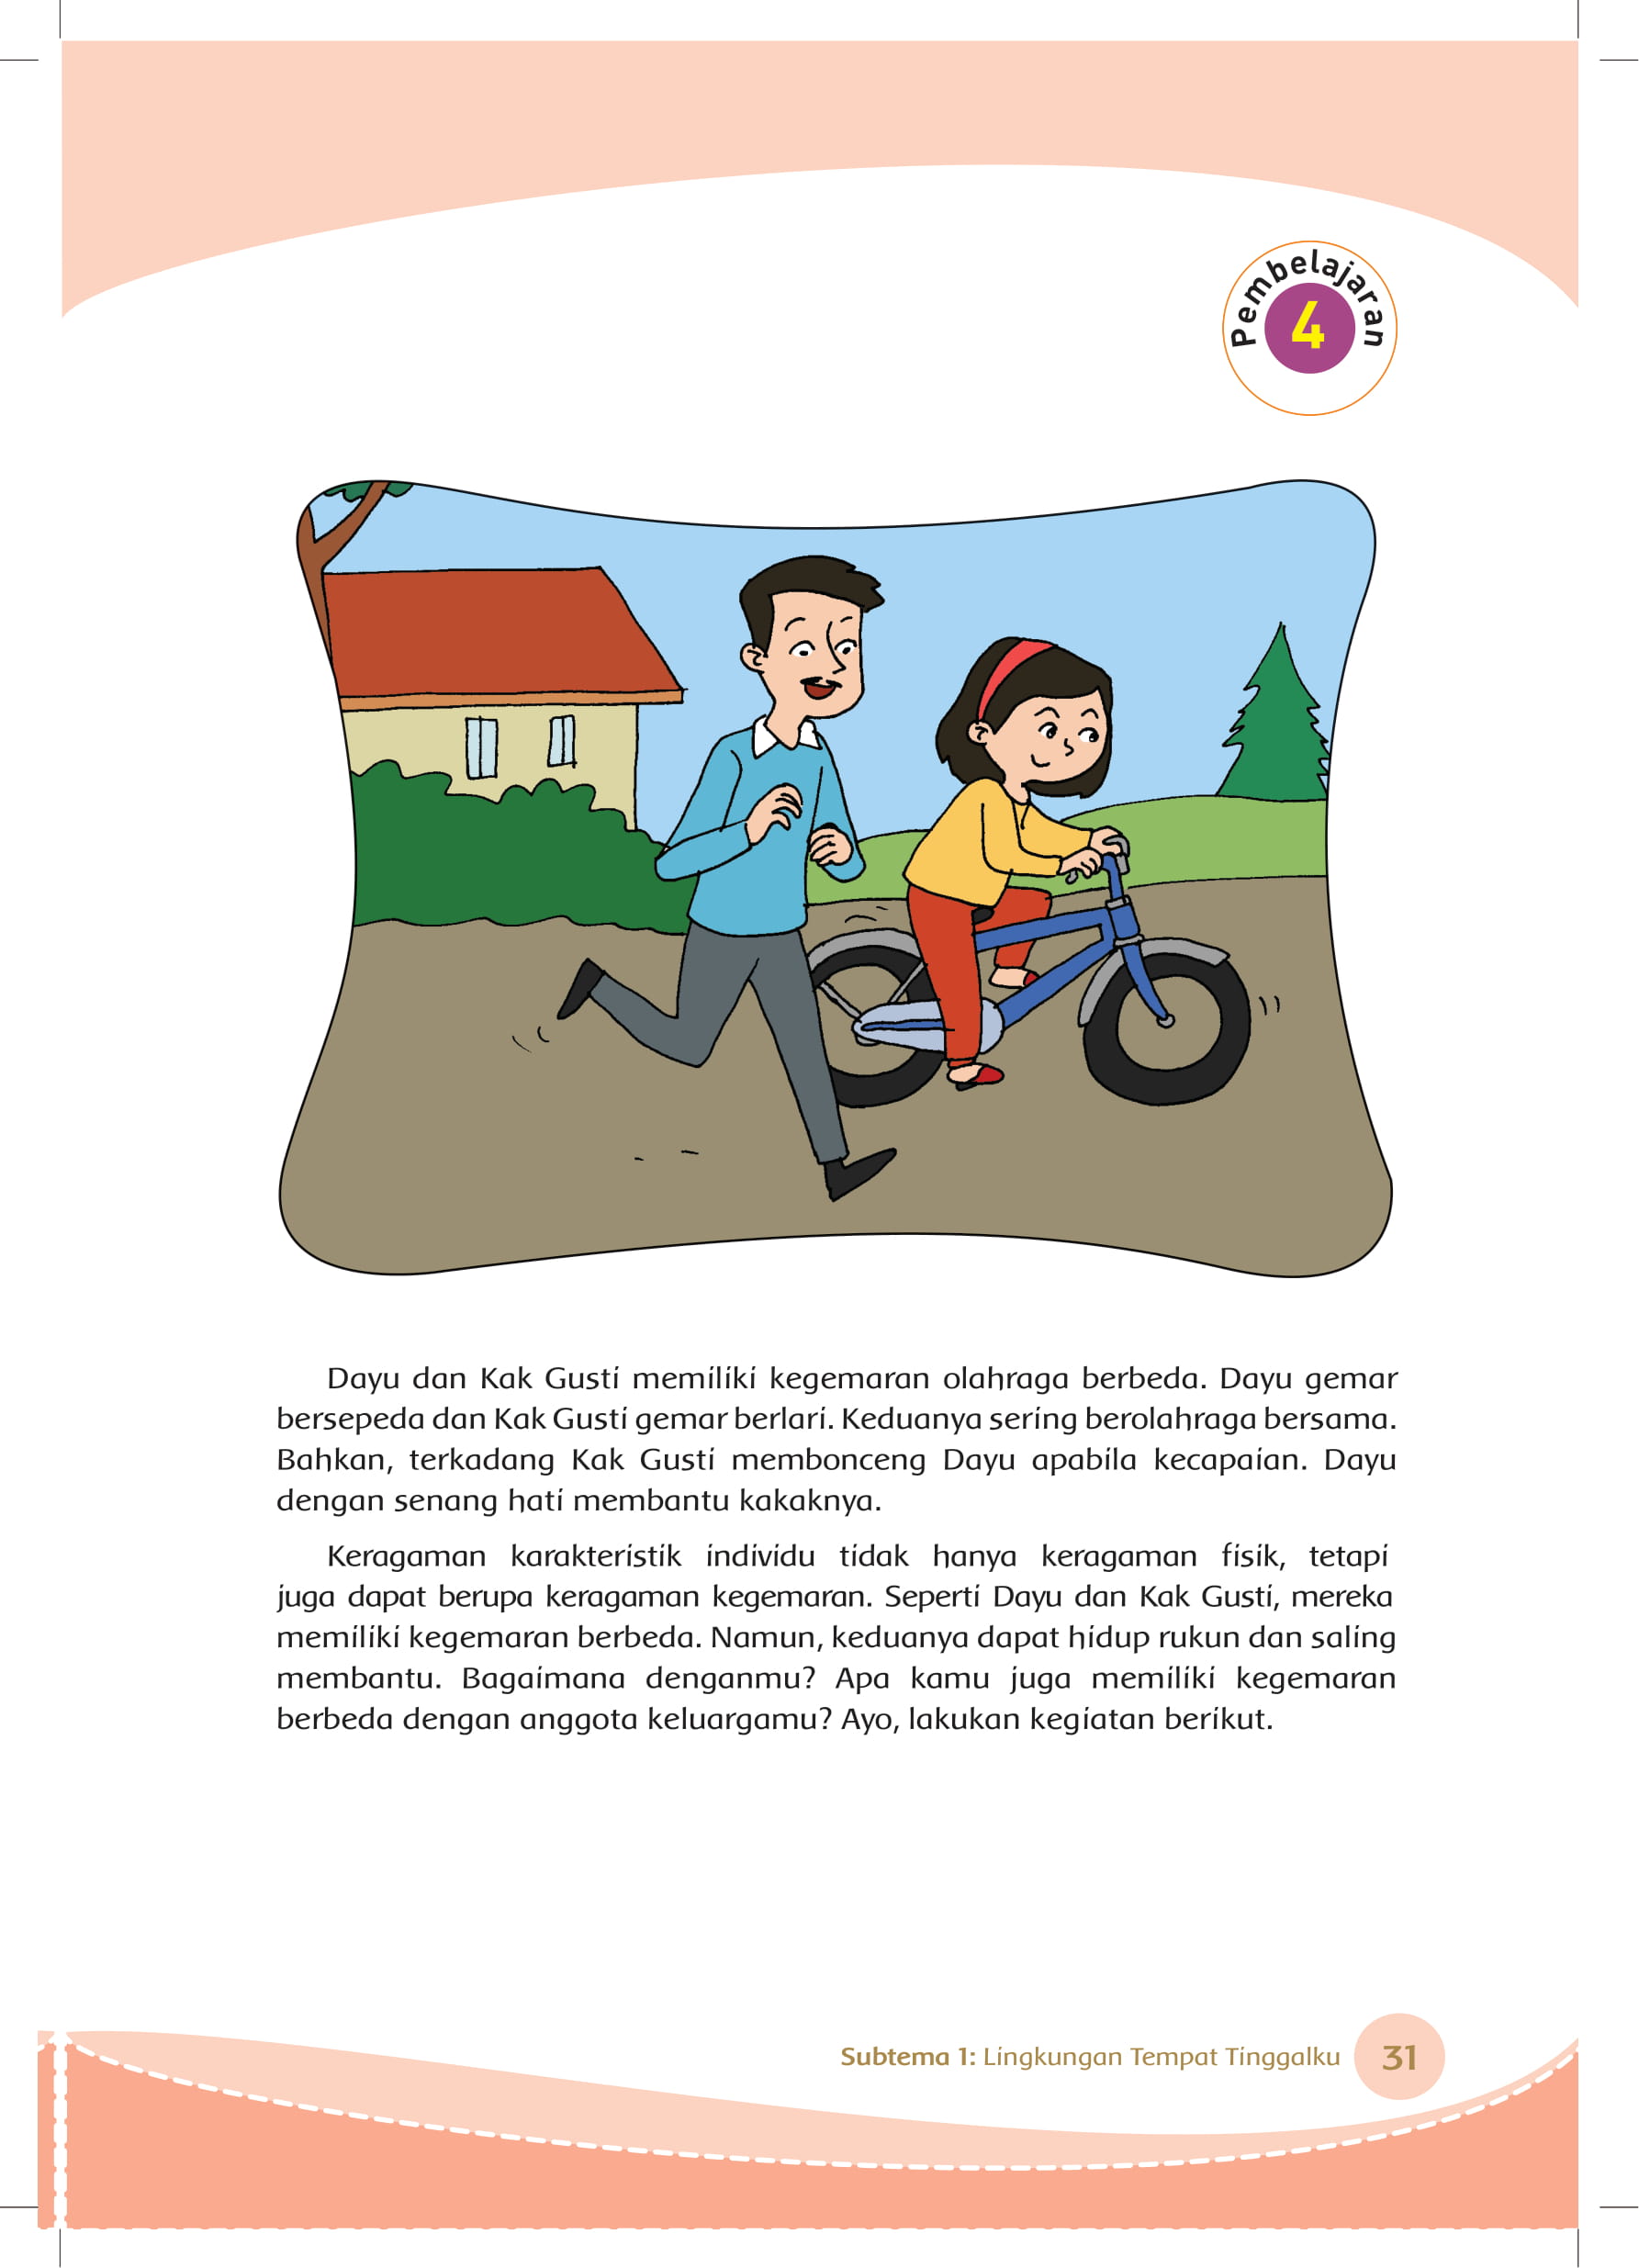 Pembelajaran
4
Dayu dan Kak Gusti memiliki kegemaran olahraga berbeda. Dayu gemar
bersepeda dan Kak Gusti gemar berlari. Keduanya sering berolahraga bersama.
Bahkan, terkadang Kak Gusti membonceng Dayu apabila kecapaian. Dayu
dengan senang hati membantu kakaknya.
Keragaman karakteristik individu tidak hanya keragaman fisik, tetapi
juga dapat berupa keragaman kegemaran. Seperti Dayu dan Kak Gusti, mereka
memiliki kegemaran berbeda. Namun, keduanya dapat hidup rukun dan saling
membantu. Bagaimana denganmu? Apa kamu juga memiliki kegemaran
berbeda dengan anggota keluargamu? Ayo, lakukan kegiatan berikut.
Subtema 1: Lingkungan Tempat Tinggalku 31